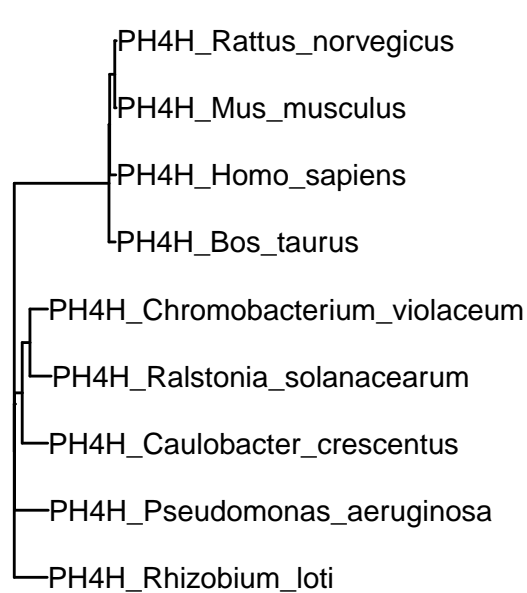 PH4H_Rattus_norvegicus
PH4H_Mus_musculus
PH4H_Homo_sapiens
PH4H_Bos_taurus
PH4H_Chromobacterium_violaceum
PH4H_Ralstonia_solanacearum
PH4H_Caulobacter_crescentus
PH4H_Pseudomonas_aeruginosa
PH4H_Rhizobium_loti